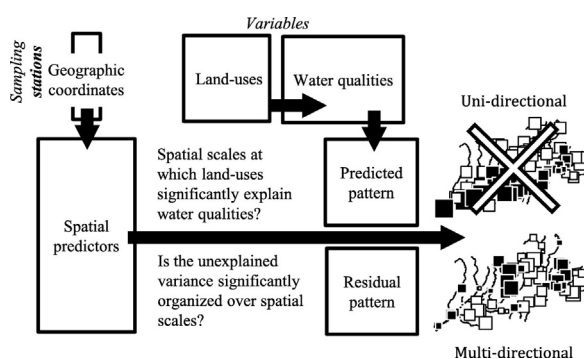 Variables
Sampling
stations
Geographic
coordinates
Land-uses
Water qualities
Uni-directional
Spatial scales at
which land-uses
significantly explain
water qualities?
Predicted
pattern
Spatial
predictors
Is the unexplained
variance significantly
organized over spatial
scales?
Residual
pattern
Multi-directional